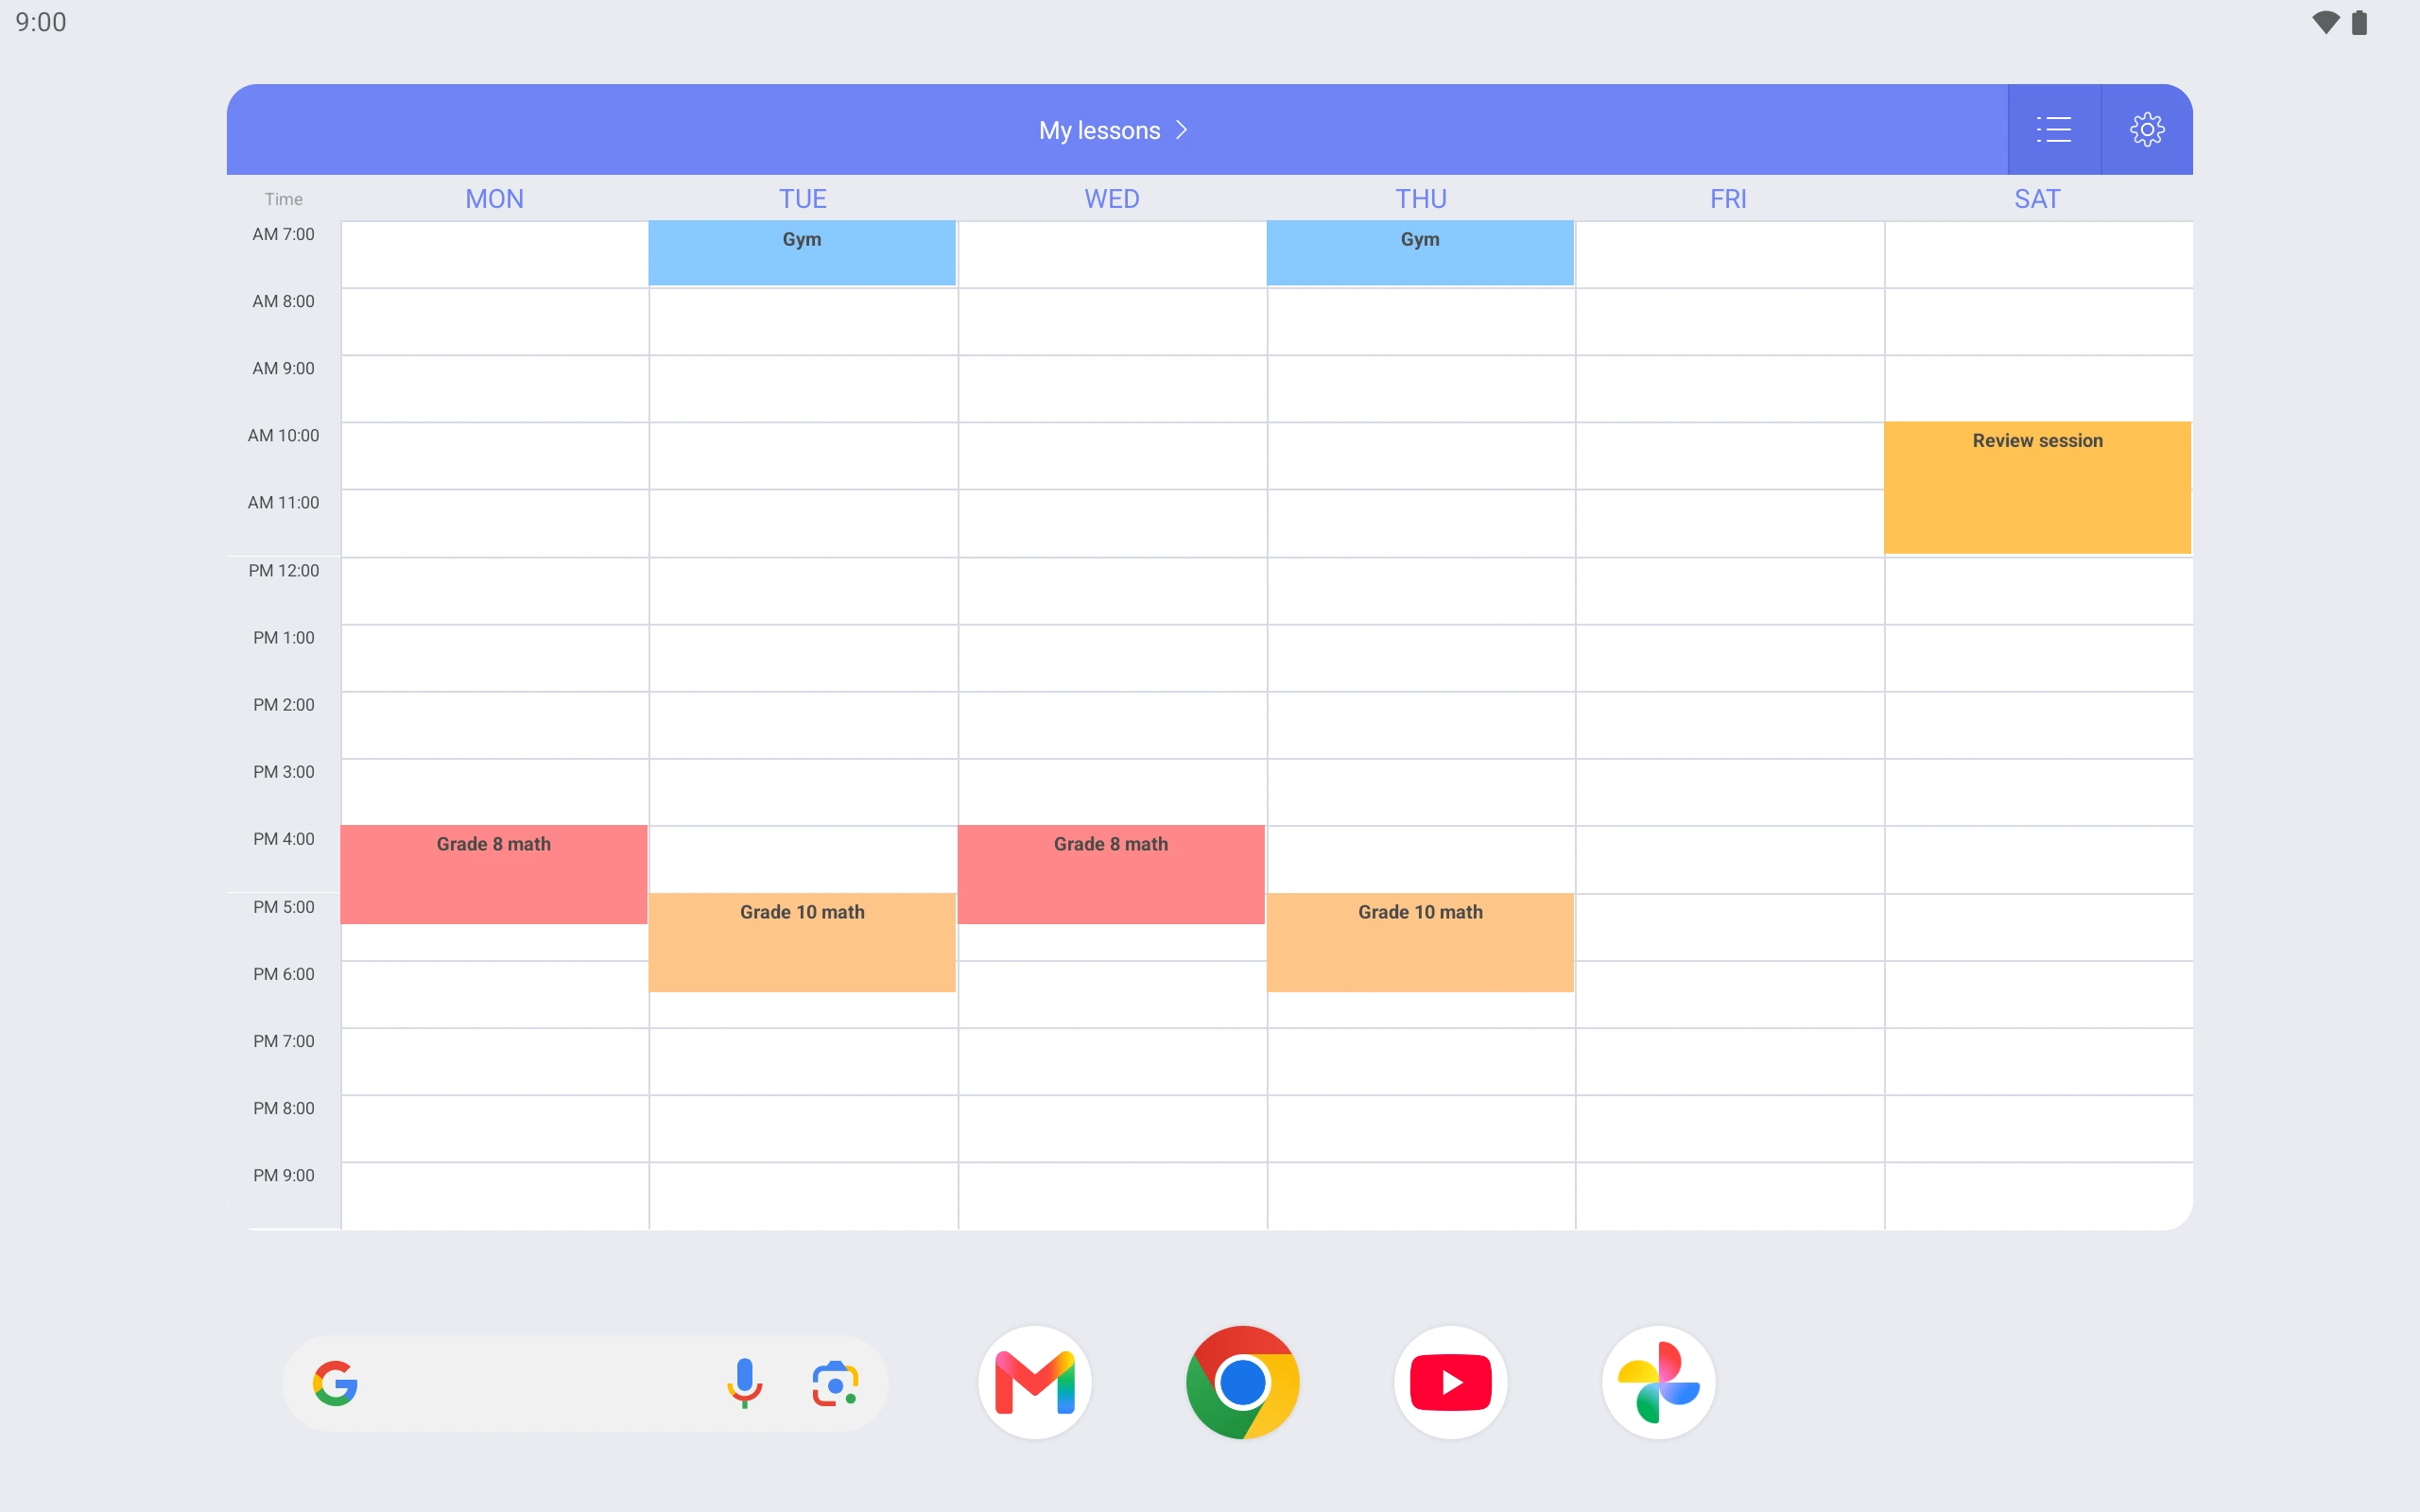 9:00
My lessons
Time MON TUE WED THU FRI SAT
AM 7:00 Gym Gym
AM 8:00
AM 9:00
AM 10:00 Review session
AM 11:00
PM 12:00
PM 1:00
PM 2:00
PM 3:00
PM 4:00 Grade 8 math Grade 8 math
PM 5:00 Grade 10 math Grade 10 math
PM 6:00
PM 7:00
PM 8:00
PM 9:00